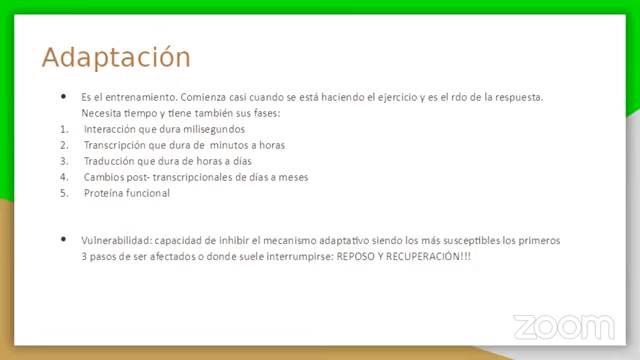 Adaptación
● Es el entrenamiento. Comienza casi cuando se está haciendo el ejercicio y es el rdo de la respuesta.
Necesita tiempo y tiene también sus fases:
1. Interacción que dura milisegundos
2. Transcripción que dura de minutos a horas
3. Traducción que dura de horas a días
4. Cambios post- transcripcionales de días a meses
5. Proteína funcional
● Vulnerabilidad: capacidad de inhibir el mecanismo adaptativo siendo los más susceptibles los primeros
3 pasos de ser afectados o donde suele interrumpirse: REPOSO Y RECUPERACIÓN!!!
zoom